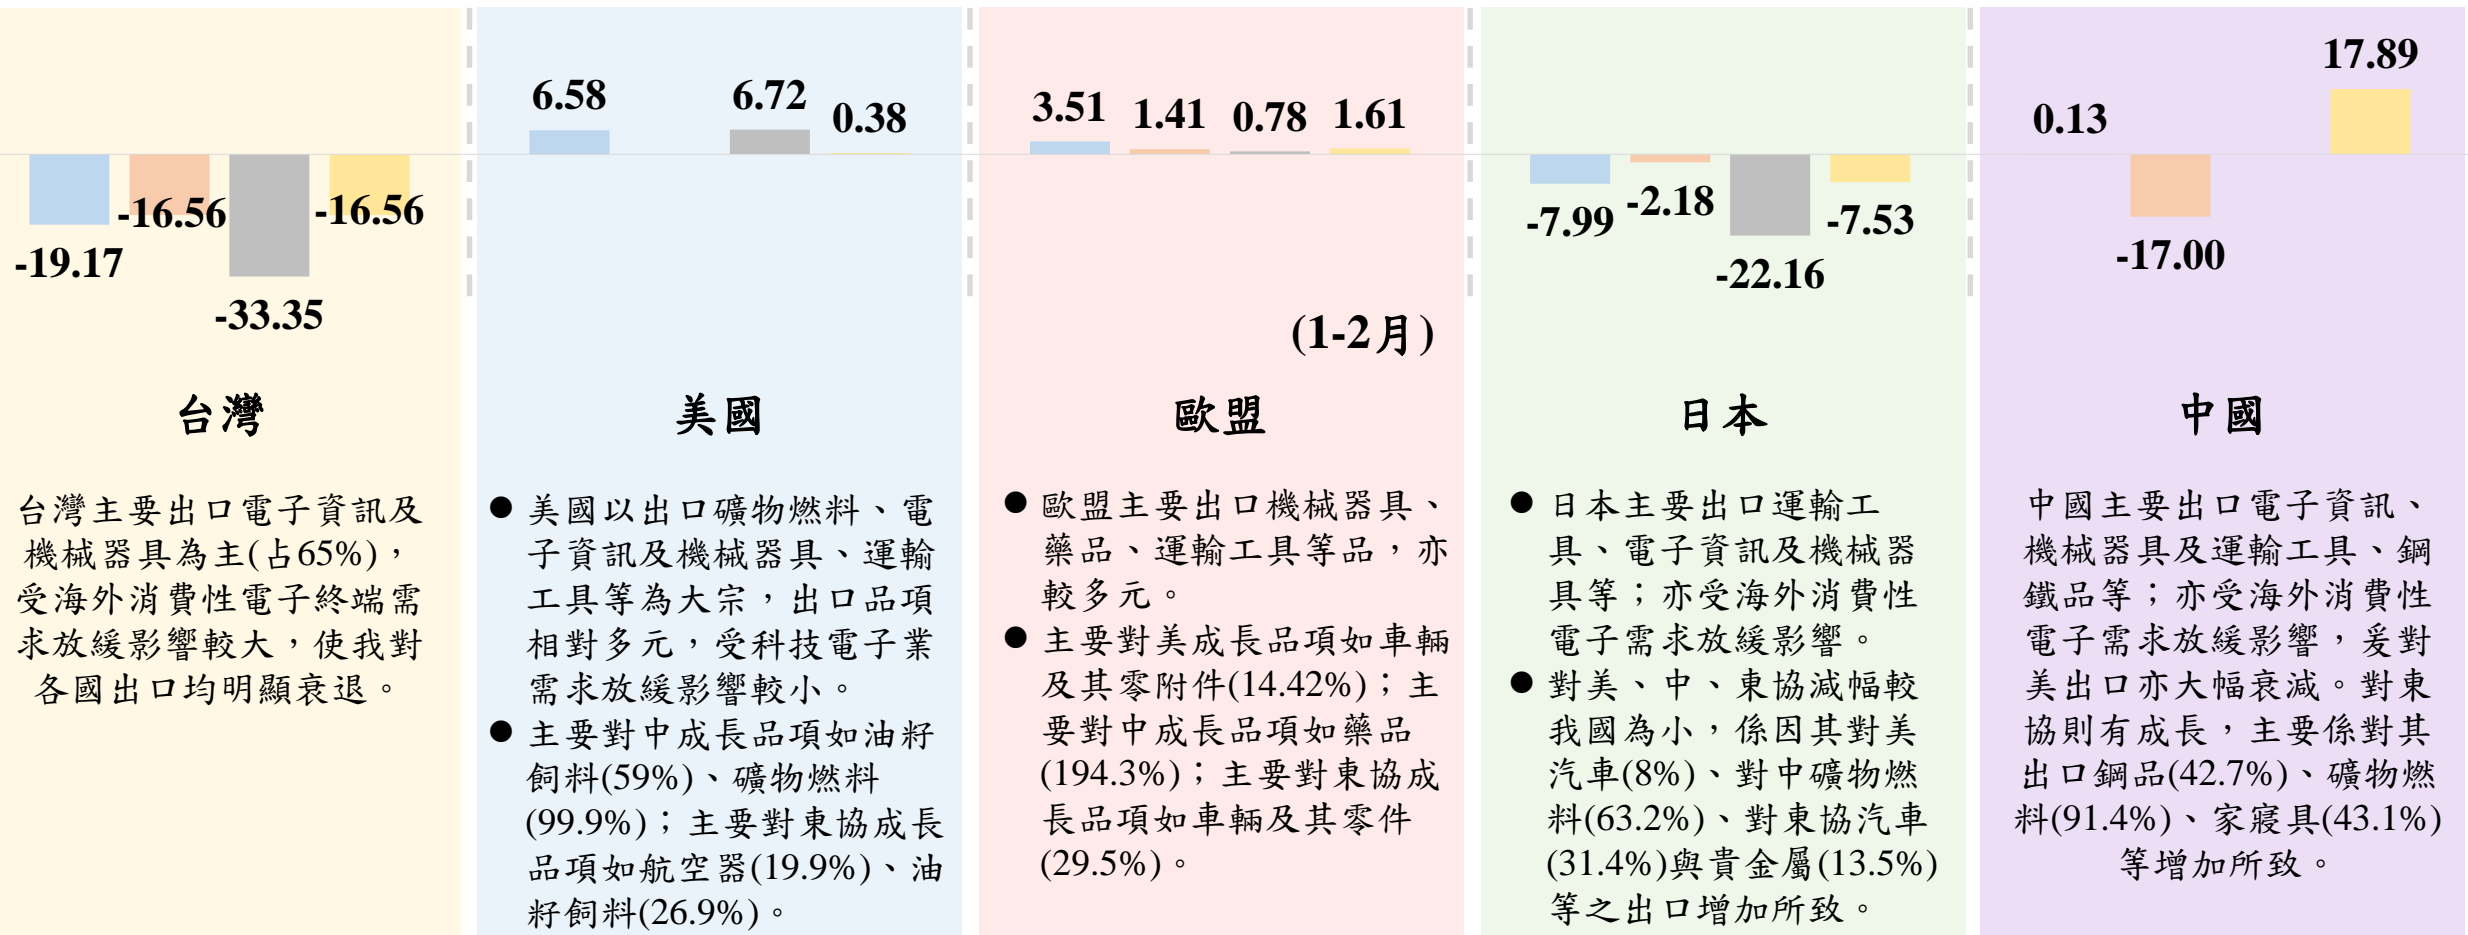 -19.17
-16.56
-33.35
-16.56
台灣
台灣主要出口電子資訊及
機械器具為主(占65%)，
受海外消費性電子終端需
求放緩影響較大，使我對
各國出口均明顯衰退。
6.58
6.72
0.38
美國
● 美國以出口礦物燃料、電
子資訊及機械器具、運輸
工具等為大宗，出口品項
相對多元，受科技電子業
需求放緩影響較小。
● 主要對中成長品項如油籽
飼料(59%)、礦物燃料
(99.9%)；主要對東協成長
品項如航空器(19.9%)、油
籽飼料(26.9%)。
3.51
1.41
0.78
1.61
(1-2月)
歐盟
● 歐盟主要出口機械器具、
藥品、運輸工具等品，亦
較多元。
● 主要對美成長品項如車輛
及其零附件(14.42%)；主
要對中成長品項如藥品
(194.3%)；主要對東協成
長品項如車輛及其零件
(29.5%)。
-7.99
-2.18
-22.16
-7.53
日本
● 日本主要出口運輸工
具、電子資訊及機械器
具等；亦受海外消費性
電子需求放緩影響。
● 對美、中、東協減幅較
我國為小，係因其對美
汽車(8%)、對中礦物燃
料(63.2%)、對東協汽車
(31.4%)與貴金屬(13.5%)
等之出口增加所致。
0.13
-17.00
17.89
中國
中國主要出口電子資訊、
機械器具及運輸工具、鋼
鐵品等；亦受海外消費性
電子需求放緩影響，爰對
美出口亦大幅衰減。對東
協則有成長，主要係對其
出口鋼品(42.7%)、礦物燃
料(91.4%)、家寢具(43.1%)
等增加所致。